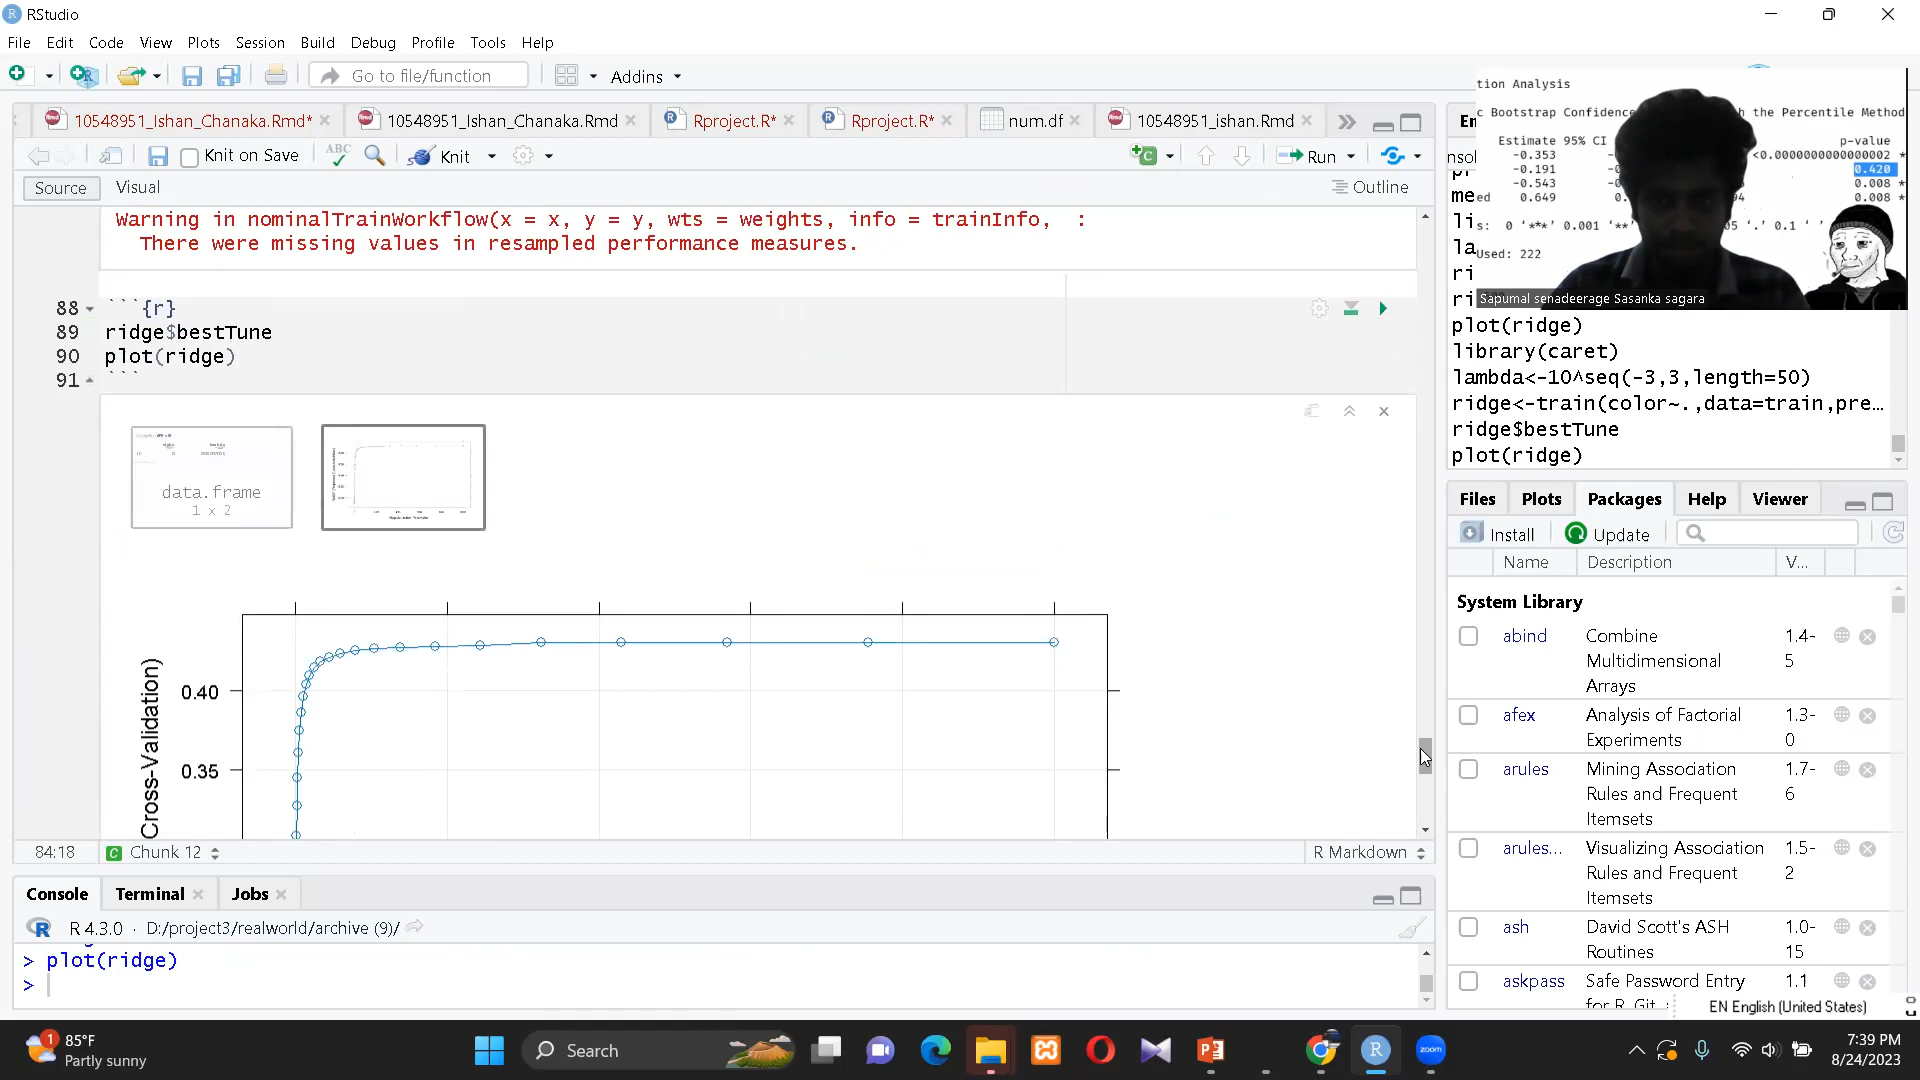 RStudio
File Edit Code View Plots Session Build Debug Profile Tools Help
Go to file/function
Addins
10548951_Ishan_Chanaka.Rmd*
10548951_Ishan_Chanaka.Rmd
Rproject.R*
Rproject.R*
num.df
10548951_ishan.Rmd
Knit on Save
ABC
Knit
Run
Source Visual
Outline
Warning in nominalTrainWorkflow(x = x, y = y, wts = weights, info = trainInfo, :
There were missing values in resampled performance measures.
88 ```{r}
89 ridge$bestTune
90 plot(ridge)
91 ```
data.frame
1 x 2
Cross-Validation)
0.40
0.35
84:18
Chunk 12
R Markdown
Console Terminal Jobs
R 4.3.0 · D:/project3/realworld/archive (9)/
> plot(ridge)
>
tion Analysis
c Bootstrap Confidence
h the Percentile Method
Estimate 95% CI
p-value
-0.353
<0.0000000000000002 *
-0.191
0.420
-0.543
0.008 *
ed 0.649
0.008 *
s: 0 '***' 0.001 '**'
05 '.' 0.1 ' '
Used: 222
Sapumal senadeerage Sasanka sagara
plot(ridge)
library(caret)
lambda<-10^seq(-3,3,length=50)
ridge<-train(color~.,data=train,pre…
ridge$bestTune
plot(ridge)
Files Plots Packages Help Viewer
Install Update
Name Description V...
System Library
abind Combine Multidimensional Arrays 1.4-5
afex Analysis of Factorial Experiments 1.3-0
arules Mining Association Rules and Frequent Itemsets 1.7-6
arules... Visualizing Association Rules and Frequent Itemsets 1.5-2
ash David Scott's ASH Routines 1.0-15
askpass Safe Password Entry 1.1
EN English (United States)
1
85°F
Partly sunny
Search
zoom
7:39 PM
8/24/2023